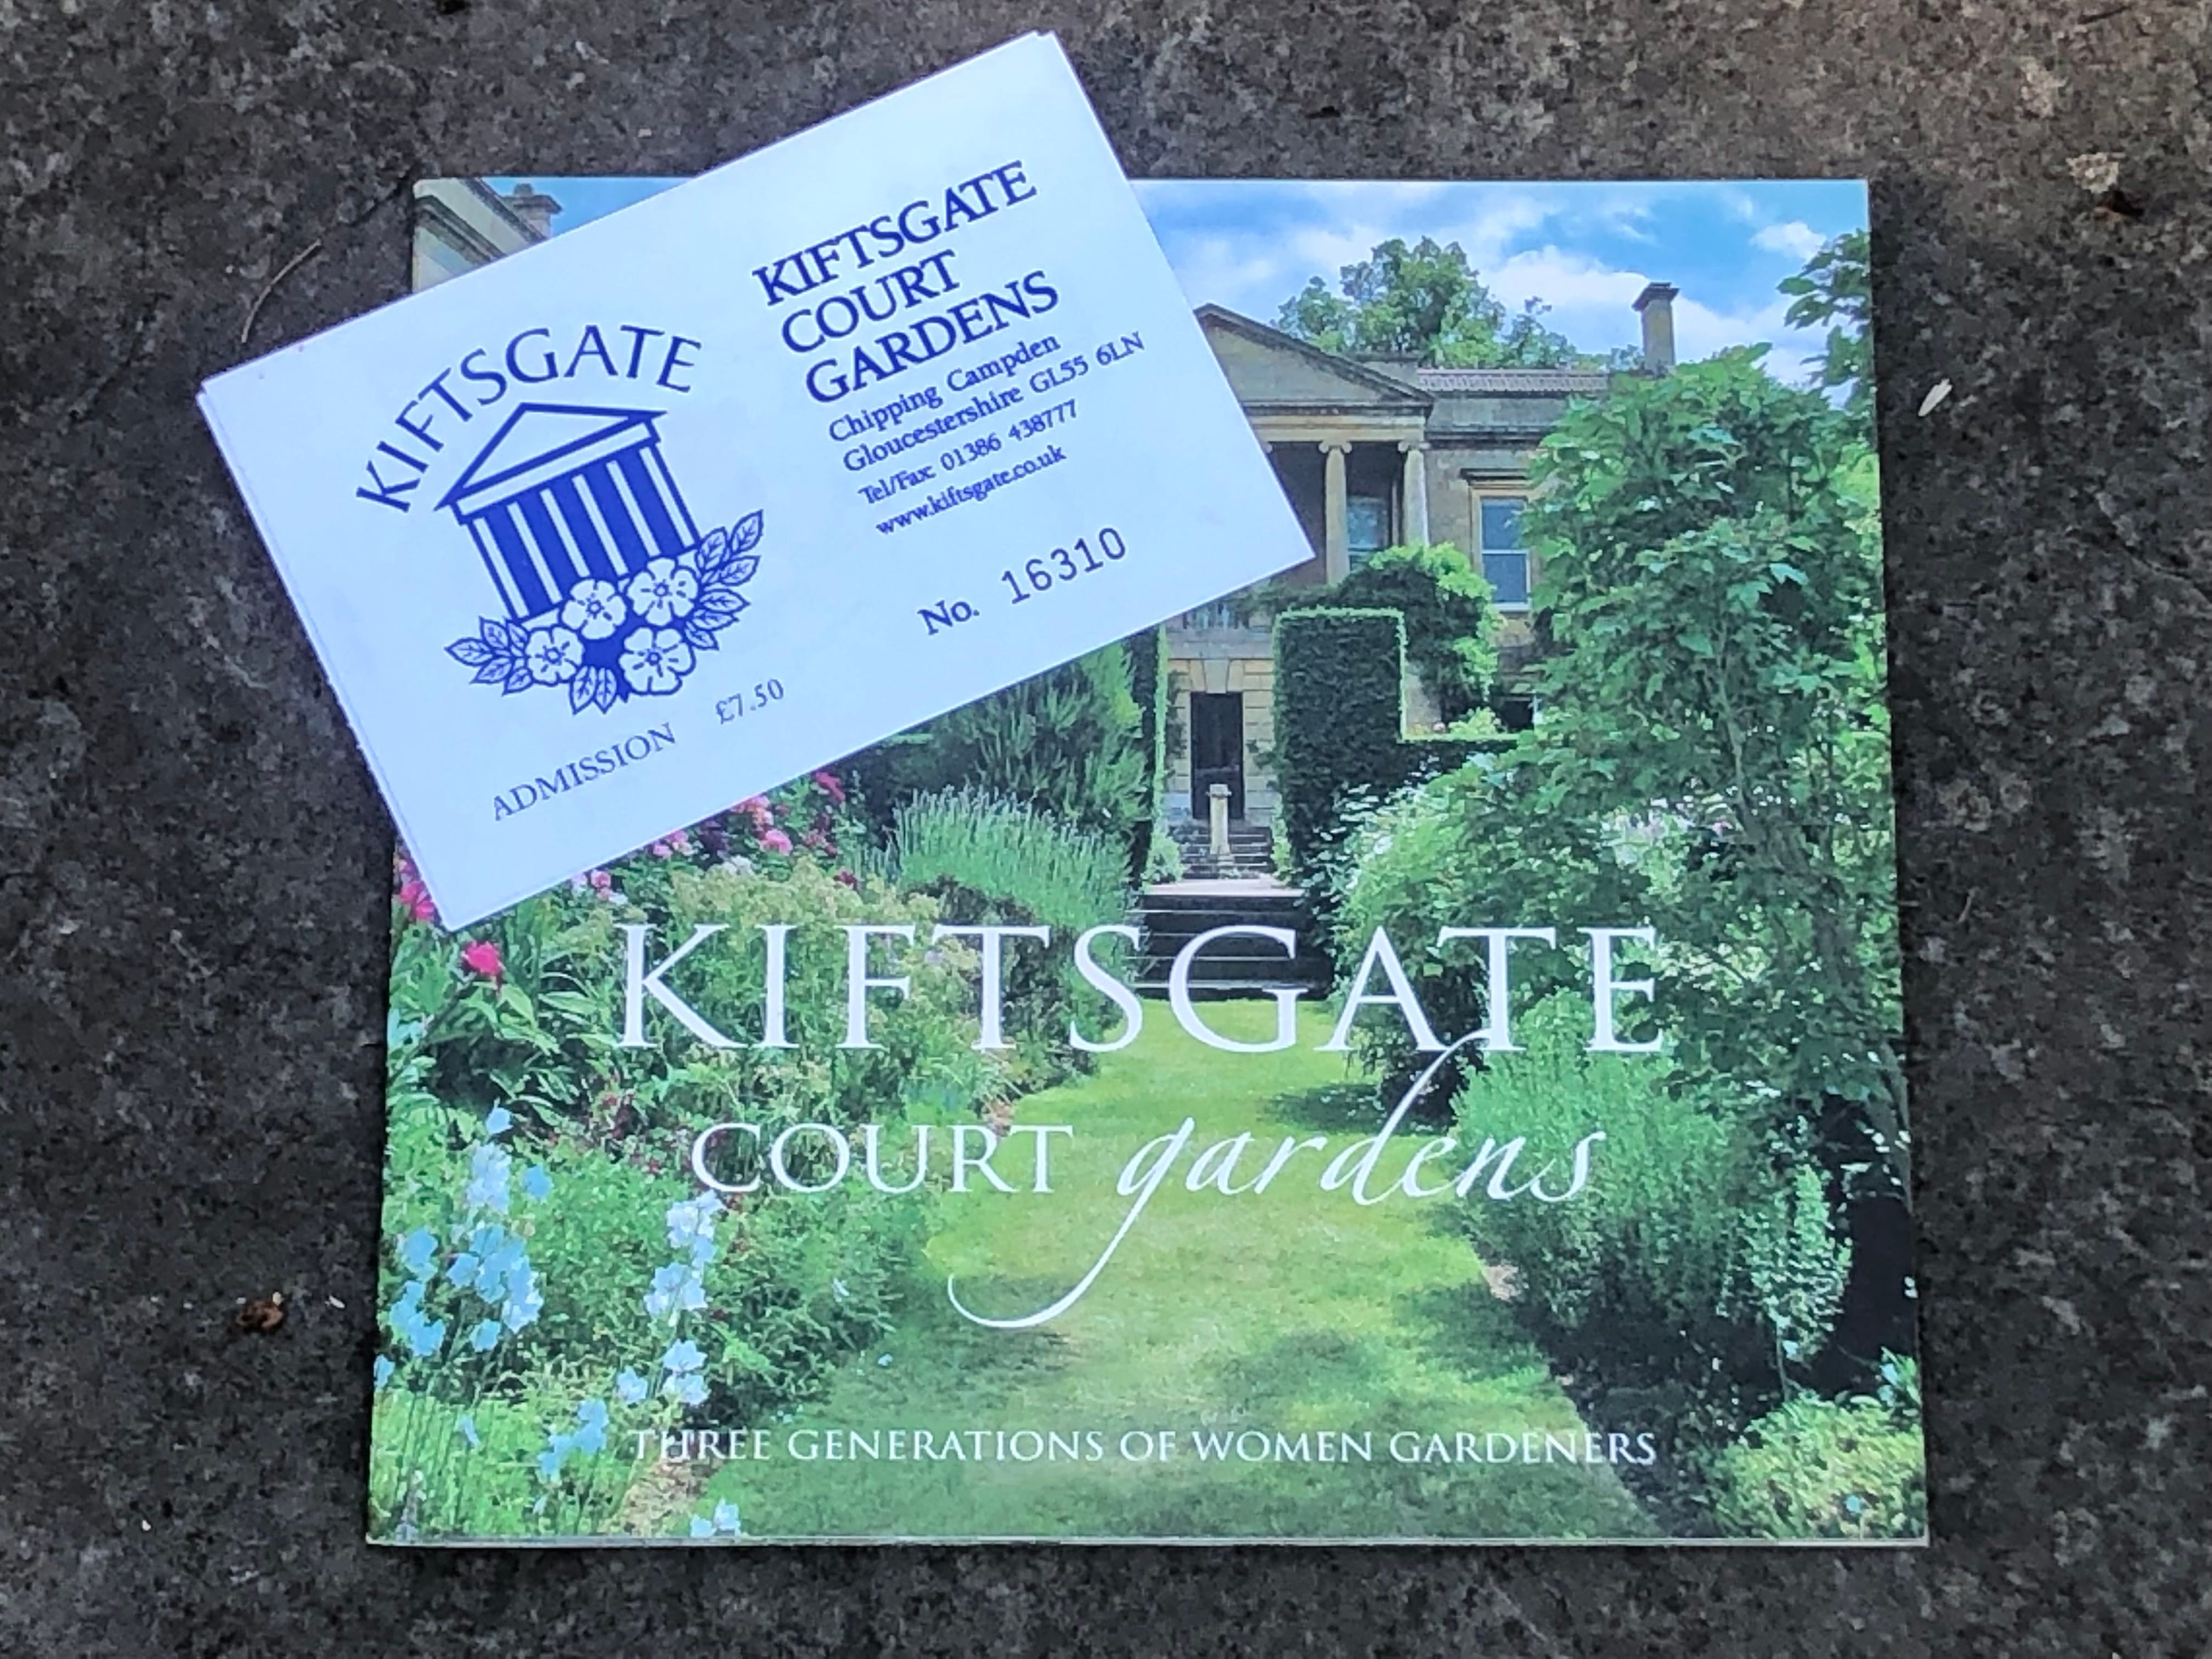 KIFTSGATE
ADMISSION £7.50
KIFTSGATE
COURT
GARDENS
Chipping Campden
Gloucestershire GL55 6LN
Tel/Fax: 01386 438777
www.kiftsgate.co.uk
No. 16310
KIFTSGATE
COURT gardens
THREE GENERATIONS OF WOMEN GARDENERS